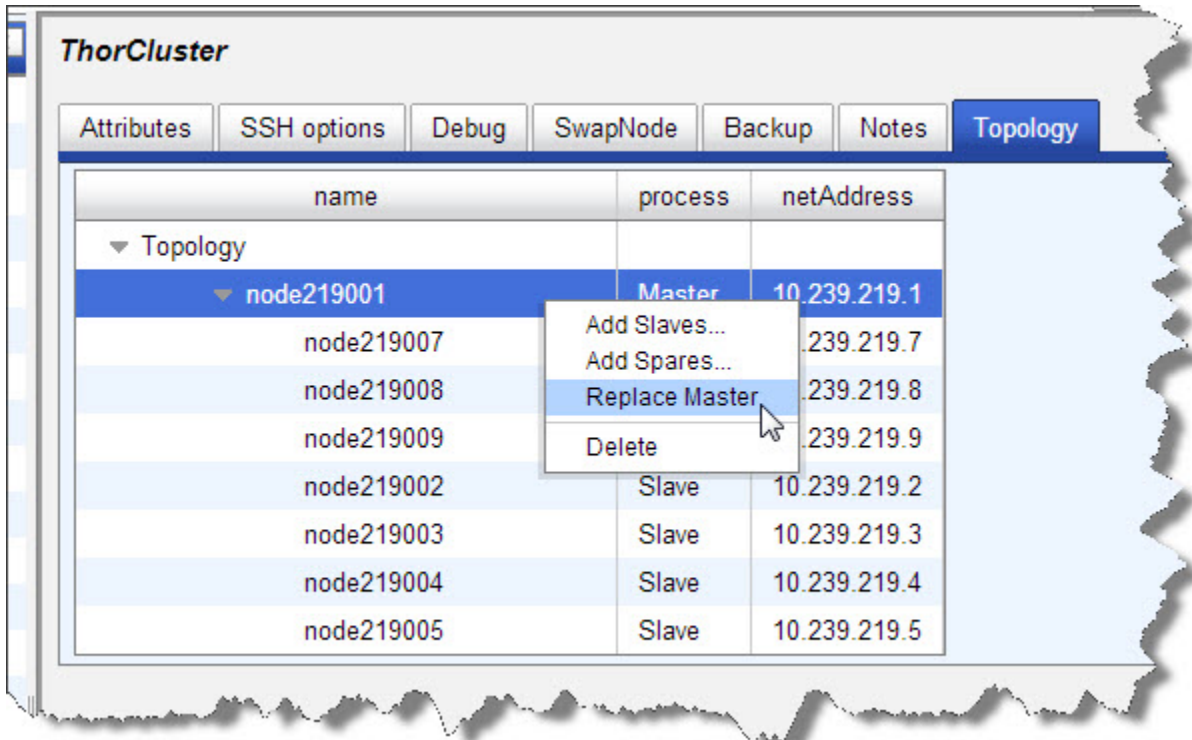 ThorCluster
Attributes SSH options Debug SwapNode Backup Notes Topology
name process netAddress
Topology
node219001 Master 10.239.219.1
Add Slaves...
node219007 .239.219.7
Add Spares...
node219008 .239.219.8
Replace Master
node219009 .239.219.9
Delete
node219002 Slave 10.239.219.2
node219003 Slave 10.239.219.3
node219004 Slave 10.239.219.4
node219005 Slave 10.239.219.5